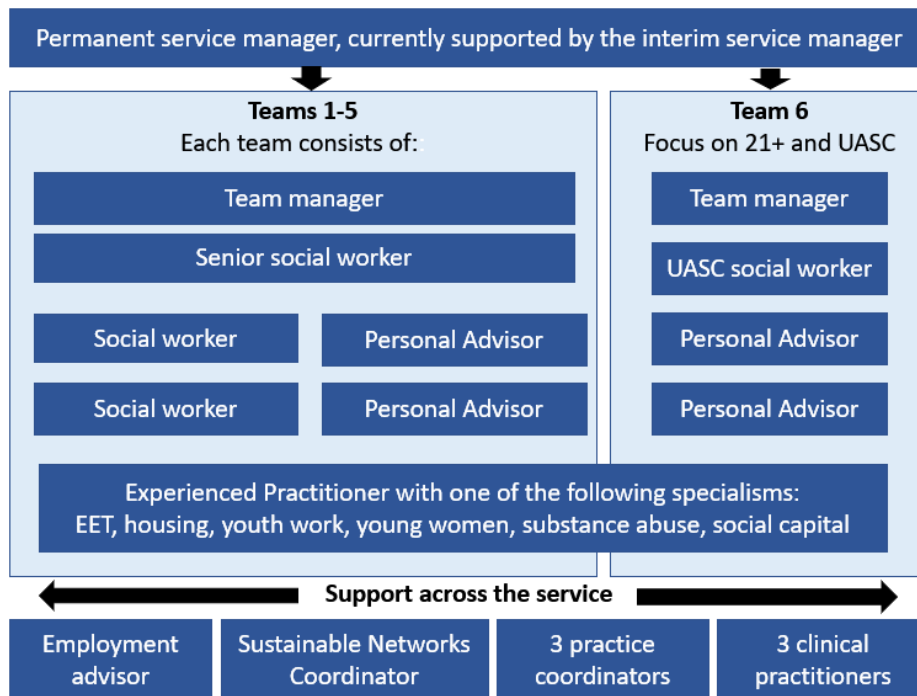 Permanent service manager, currently supported by the interim service manager
Teams 1-5
Each team consists of:
Team manager
Senior social worker
Social worker
Personal Advisor
Social worker
Personal Advisor
Team 6
Focus on 21+ and UASC
Team manager
UASC social worker
Personal Advisor
Personal Advisor
Experienced Practitioner with one of the following specialisms:
EET, housing, youth work, young women, substance abuse, social capital
Support across the service
Employment
advisor
Sustainable Networks
Coordinator
3 practice
coordinators
3 clinical
practitioners